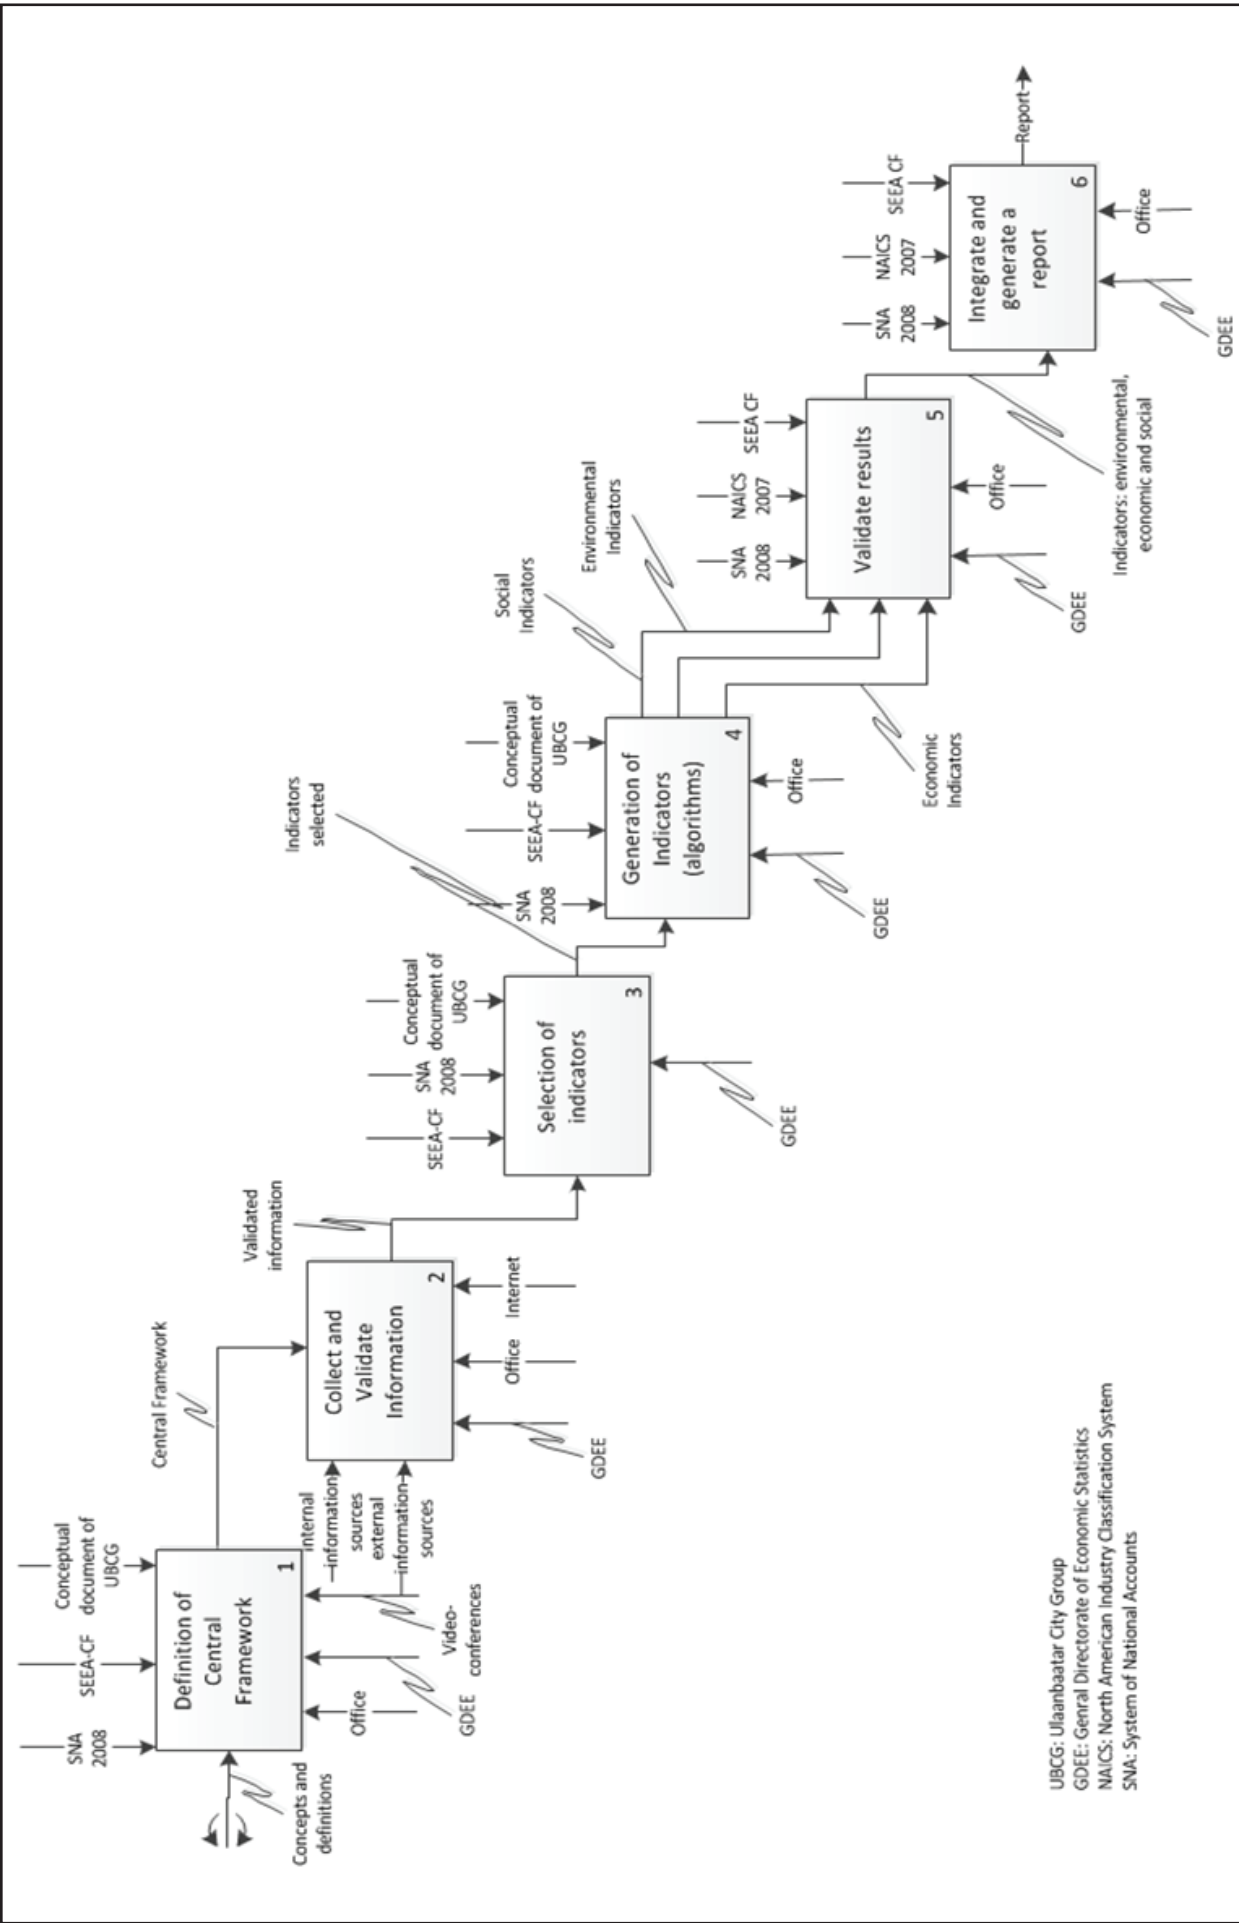 SNA
2008
SEEA-CF
Conceptual
document of
UBCG
Concepts and
definitions
Definition of
Central
Framework
1
Office
GDEE
Video-
conferences
Central Framework
internal
information
sources
external
information
sources
Collect and
Validate
Information
2
GDEE
Office
Internet
Validated
information
SEEA-CF
SNA
2008
Conceptual
document of
UBCG
Selection of
indicators
3
GDEE
Indicators
selected
SNA
2008
SEEA-CF
Conceptual
document of
UBCG
Generation of
Indicators
(algorithms)
4
GDEE
Office
Social
Indicators
Environmental
Indicators
Economic
Indicators
SNA
2008
NAICS
2007
SEEA CF
Validate results
5
GDEE
Office
Indicators: environmental,
economic and social
SNA
2008
NAICS
2007
SEEA CF
Integrate and
generate a
report
6
GDEE
Office
Report
UBCG: Ulaanbaatar City Group
GDEE: Genral Directorate of Economic Statistics
NAICS: North American Industry Classification System
SNA: System of National Accounts